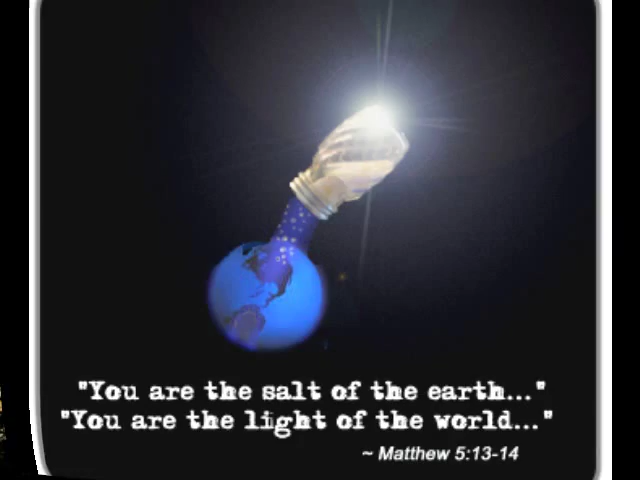 "You are the salt of the earth..."
"You are the light of the world..."
~ Matthew 5:13-14